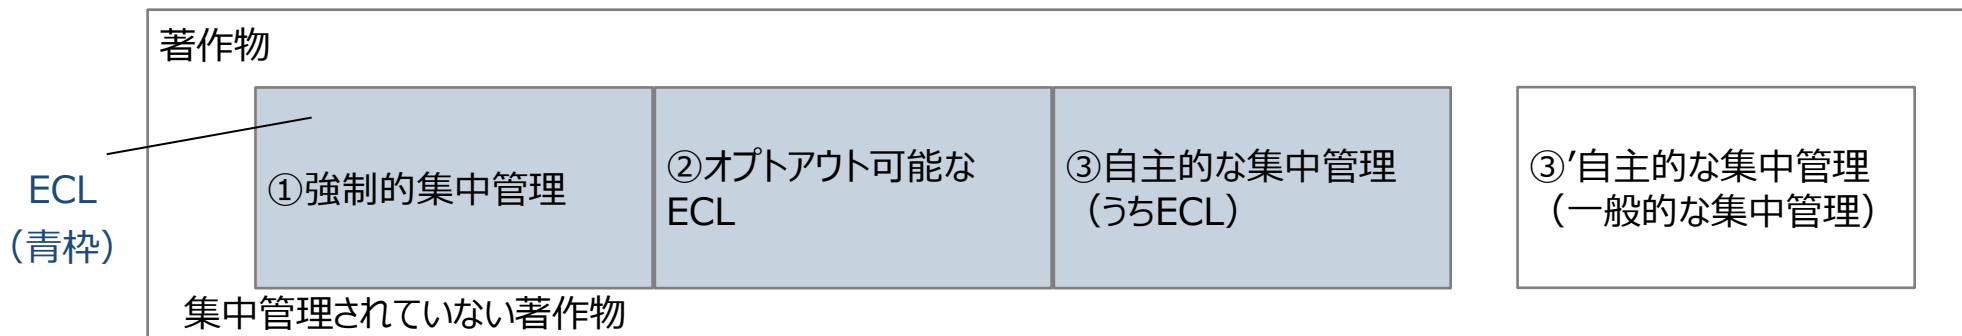 著作物
ECL
（青枠）
①強制的集中管理
②オプトアウト可能な
ECL
③自主的な集中管理
（うちECL）
③’自主的な集中管理
（一般的な集中管理）
集中管理されていない著作物